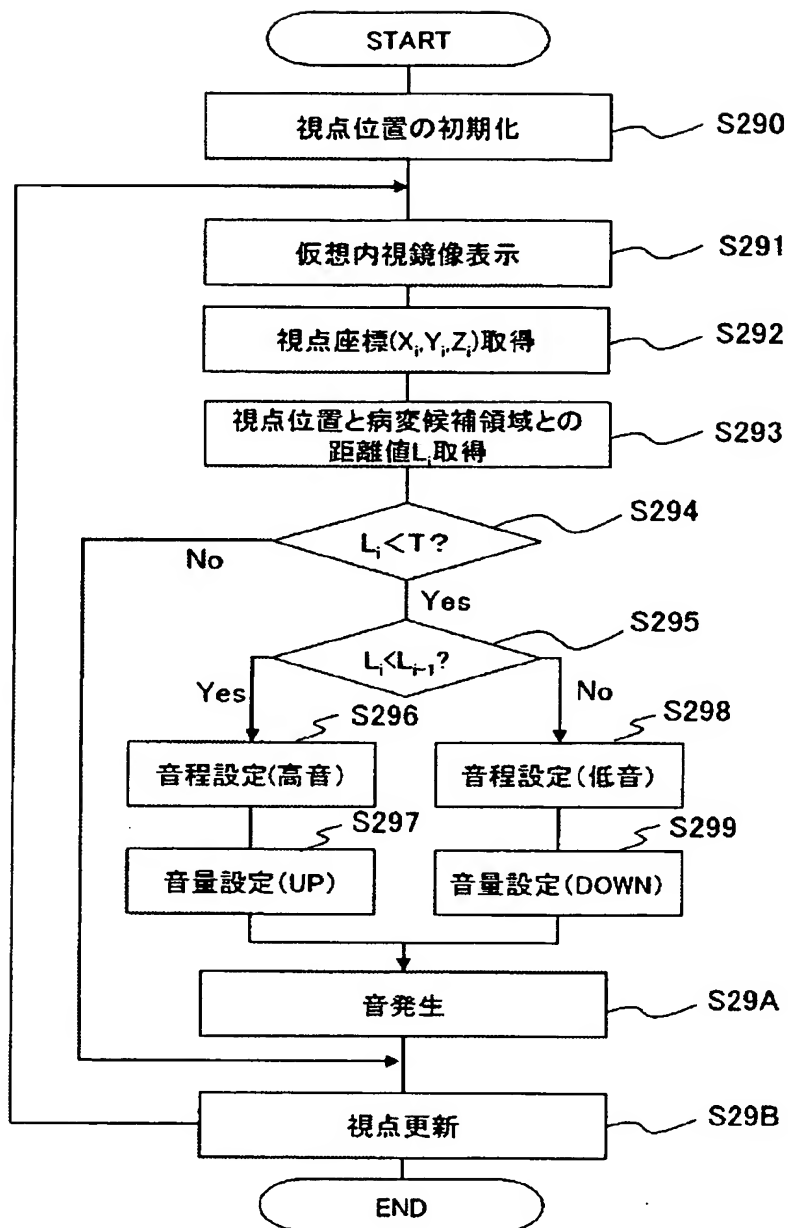 START
視点位置の初期化
S290
仮想内視鏡像表示
S291
視点座標(Xi,Yi,Zi)取得
S292
視点位置と病変候補領域との
距離値Li取得
S293
S294
Li<T?
No
Yes
S295
Li<Li-1?
Yes
No
S296
S298
音程設定(高音)
音程設定(低音)
S297
S299
音量設定(UP)
音量設定(DOWN)
音発生
S29A
視点更新
S29B
END